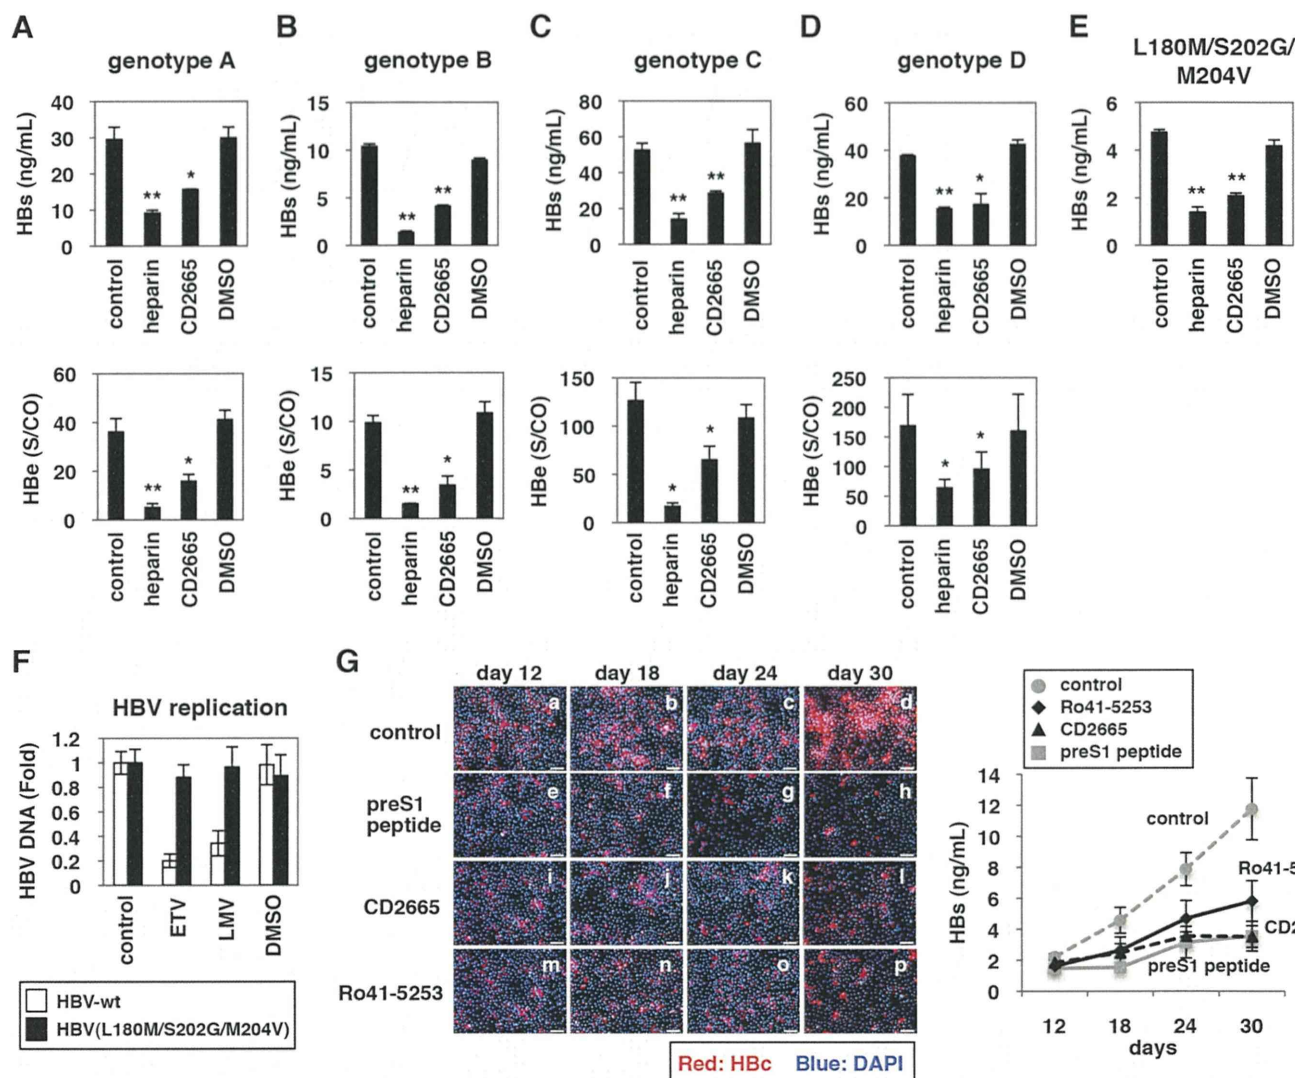 A
genotype A
HBs (ng/mL)
40
30
20
10
0
**
*
control
heparin
CD2665
DMSO
HBe (S/CO)
60
40
20
0
**
*
control
heparin
CD2665
DMSO
B
genotype B
HBs (ng/mL)
15
10
5
0
**
**
control
heparin
CD2665
DMSO
HBe (S/CO)
15
10
5
0
**
*
control
heparin
CD2665
DMSO
C
genotype C
HBs (ng/mL)
80
60
40
20
0
**
**
control
heparin
CD2665
DMSO
HBe (S/CO)
150
100
50
0
*
*
control
heparin
CD2665
DMSO
D
genotype D
HBs (ng/mL)
60
40
20
0
**
*
control
heparin
CD2665
DMSO
HBe (S/CO)
250
200
150
100
50
0
*
*
control
heparin
CD2665
DMSO
E
L180M/S202G/
M204V
HBs (ng/mL)
6
4
2
0
**
**
control
heparin
CD2665
DMSO
F
HBV replication
HBV DNA (Fold)
1.2
1
0.8
0.6
0.4
0.2
0
control
ETV
LMV
DMSO
HBV-wt
HBV(L180M/S202G/M204V)
G
day 12 day 18 day 24 day 30
control
a b c d
preS1
peptide
e f g h
CD2665
i j k l
Ro41-5253
m n o p
Red: HBc Blue: DAPI
control
Ro41-5253
CD2665
preS1 peptide
HBs (ng/mL)
14
12
10
8
6
4
2
0
control
Ro41-5
CD2
preS1 peptide
12 18 24 30
days